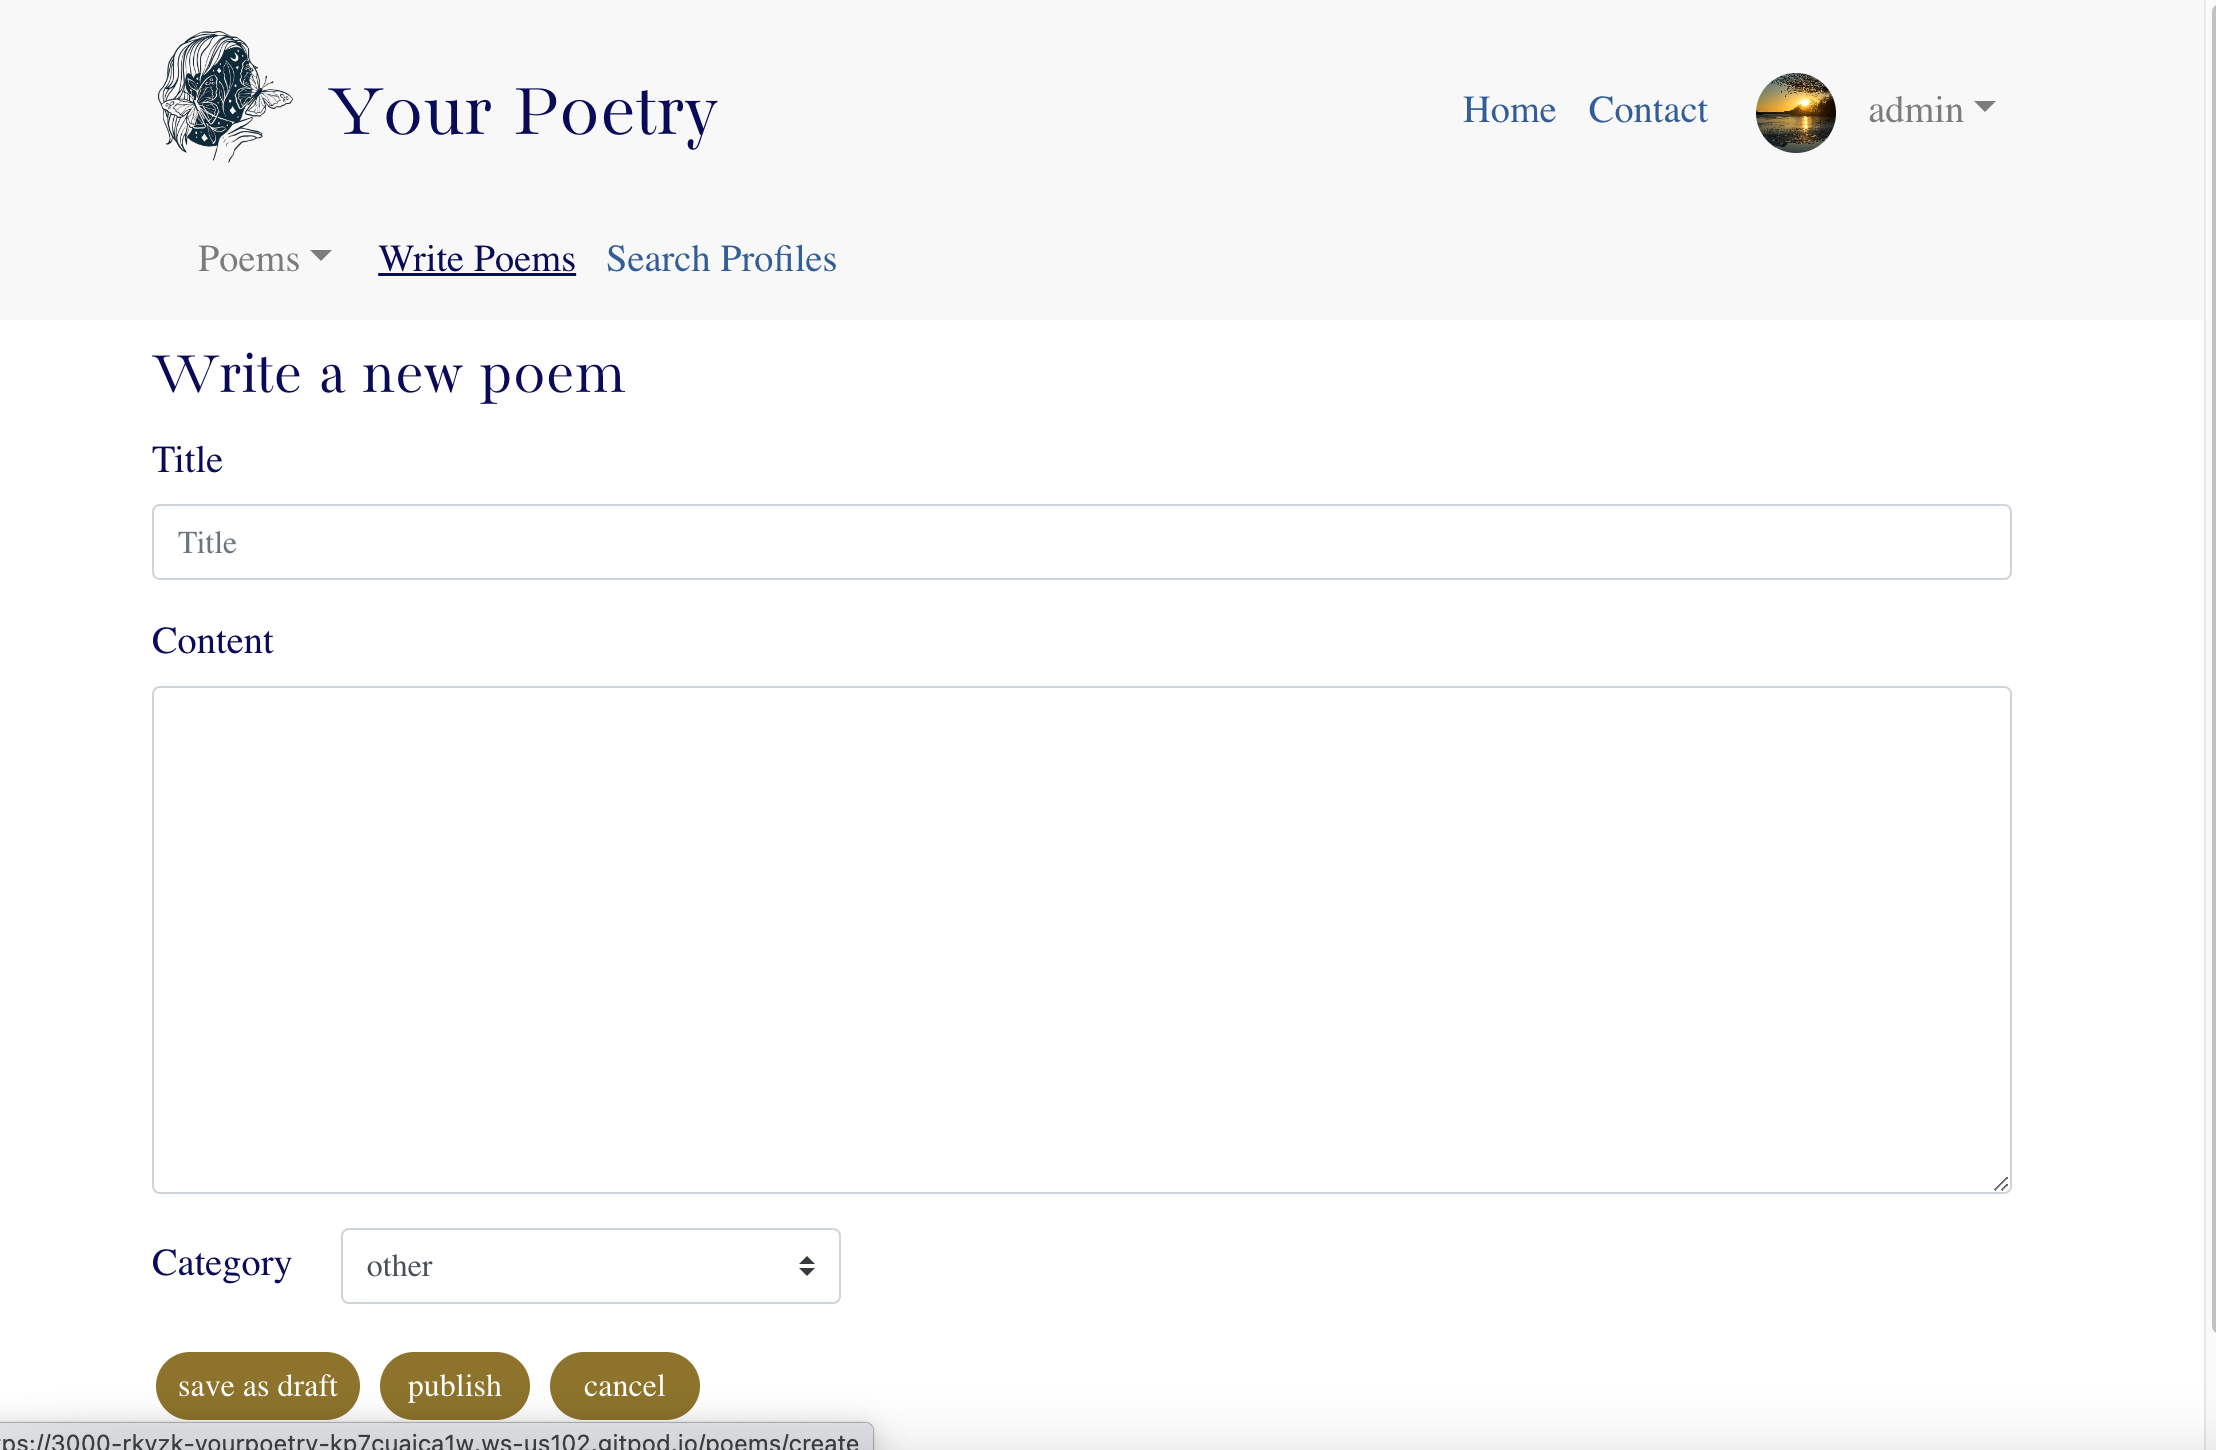 Your Poetry
Home Contact admin
Poems Write Poems Search Profiles
Write a new poem
Title
Title
Content
Category other
save as draft publish cancel
ps://3000-rkyzk-yourpoetry-kp7cuaica1w.ws-us102.gitpod.io/poems/create